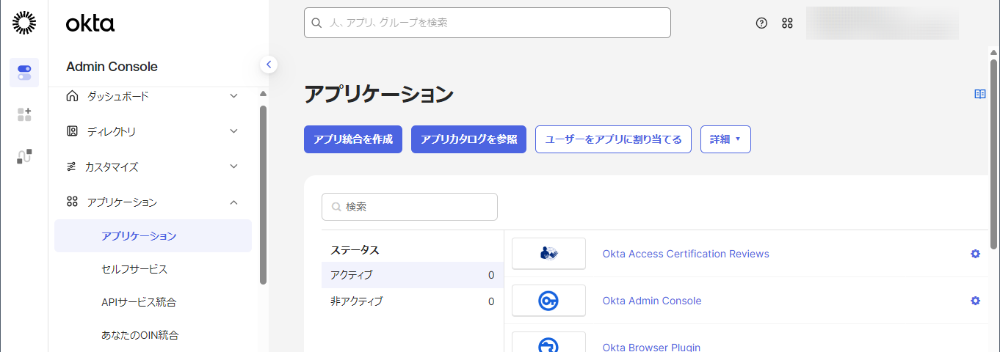 okta
人、アプリ、グループを検索
Admin Console
ダッシュボード
ディレクトリ
カスタマイズ
アプリケーション
アプリケーション
セルフサービス
APIサービス統合
あなたのOIN統合
アプリケーション
アプリ統合を作成
アプリカタログを参照
ユーザーをアプリに割り当てる
詳細
検索
ステータス
アクティブ 0
非アクティブ 0
Okta Access Certification Reviews
Okta Admin Console
Okta Browser Plugin